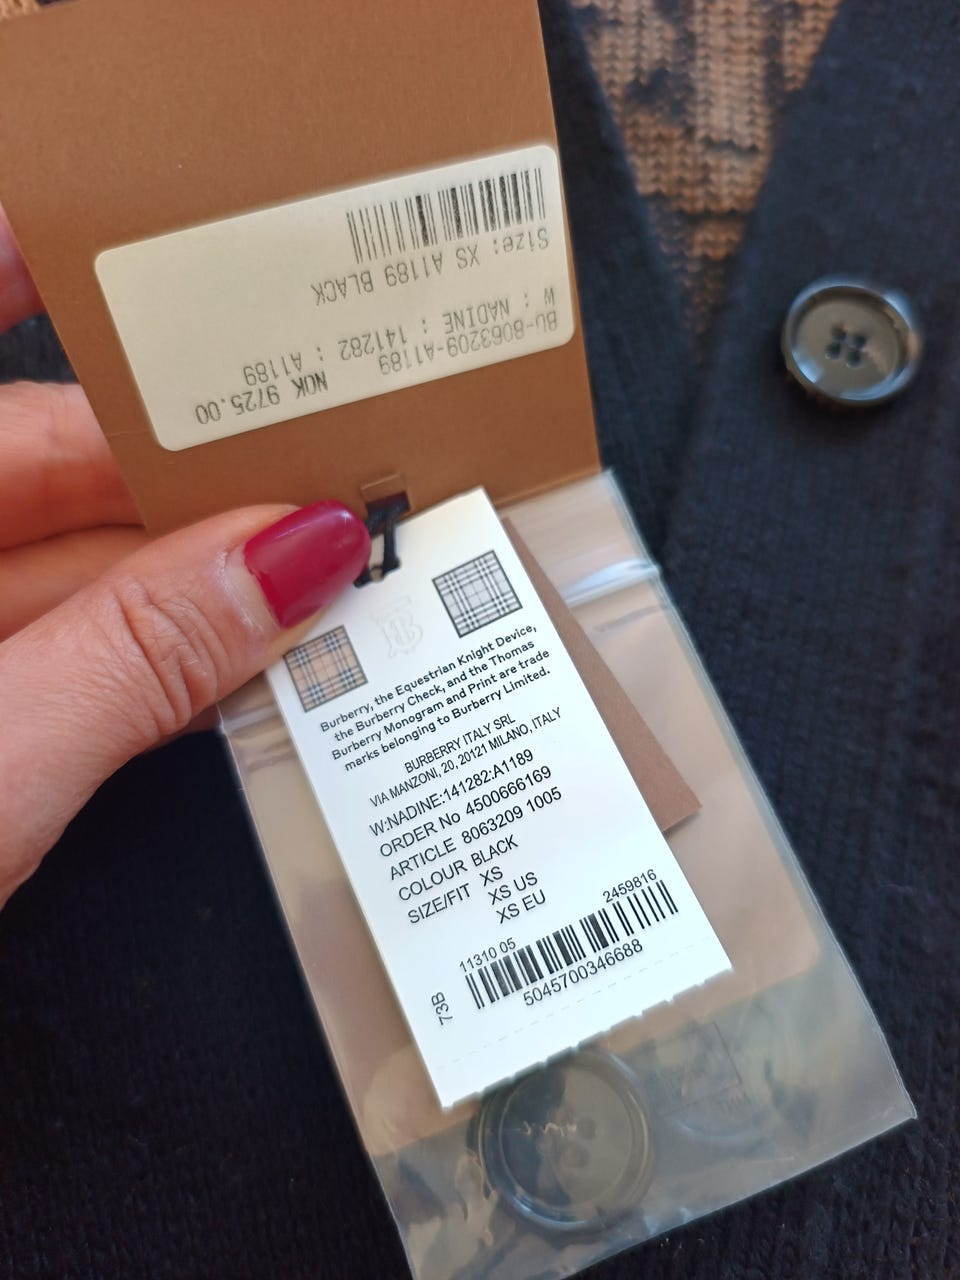 Size: XS A1189 BLACK
W : NADINE : 141282 : A1189
BU-8063209-A1189
NOK 9725.00
Burberry, the Equestrian Knight Device,
the Burberry Check, and the Thomas
Burberry Monogram and Print are trade
marks belonging to Burberry Limited.
BURBERRY ITALY SRL
VIA MANZONI, 20, 20121 MILANO, ITALY
W:NADINE:141282:A1189
ORDER No 4500666169
ARTICLE 8063209 1005
COLOUR BLACK
SIZE/FIT XS
XS US
XS EU
11310 05 2459816
5045700346688
73B